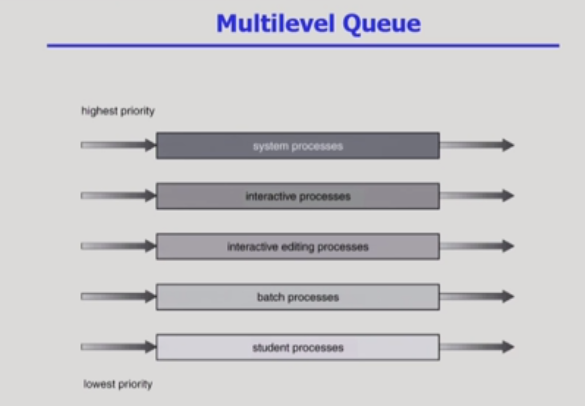 Multilevel Queue
highest priority
system processes
interactive processes
interactive editing processes
batch processes
student processes
lowest priority